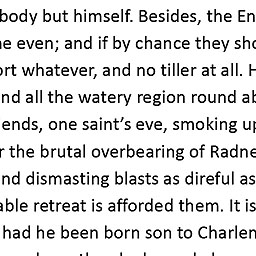 body but himself. Besides, the En
e even; and if by chance they sho
ort whatever, and no tiller at all. H
nd all the watery region round ab
ends, one saint’s eve, smoking up
r the brutal overbearing of Radne
nd dismasting blasts as direful as
able retreat is afforded them. It is
had he been born son to Charlem